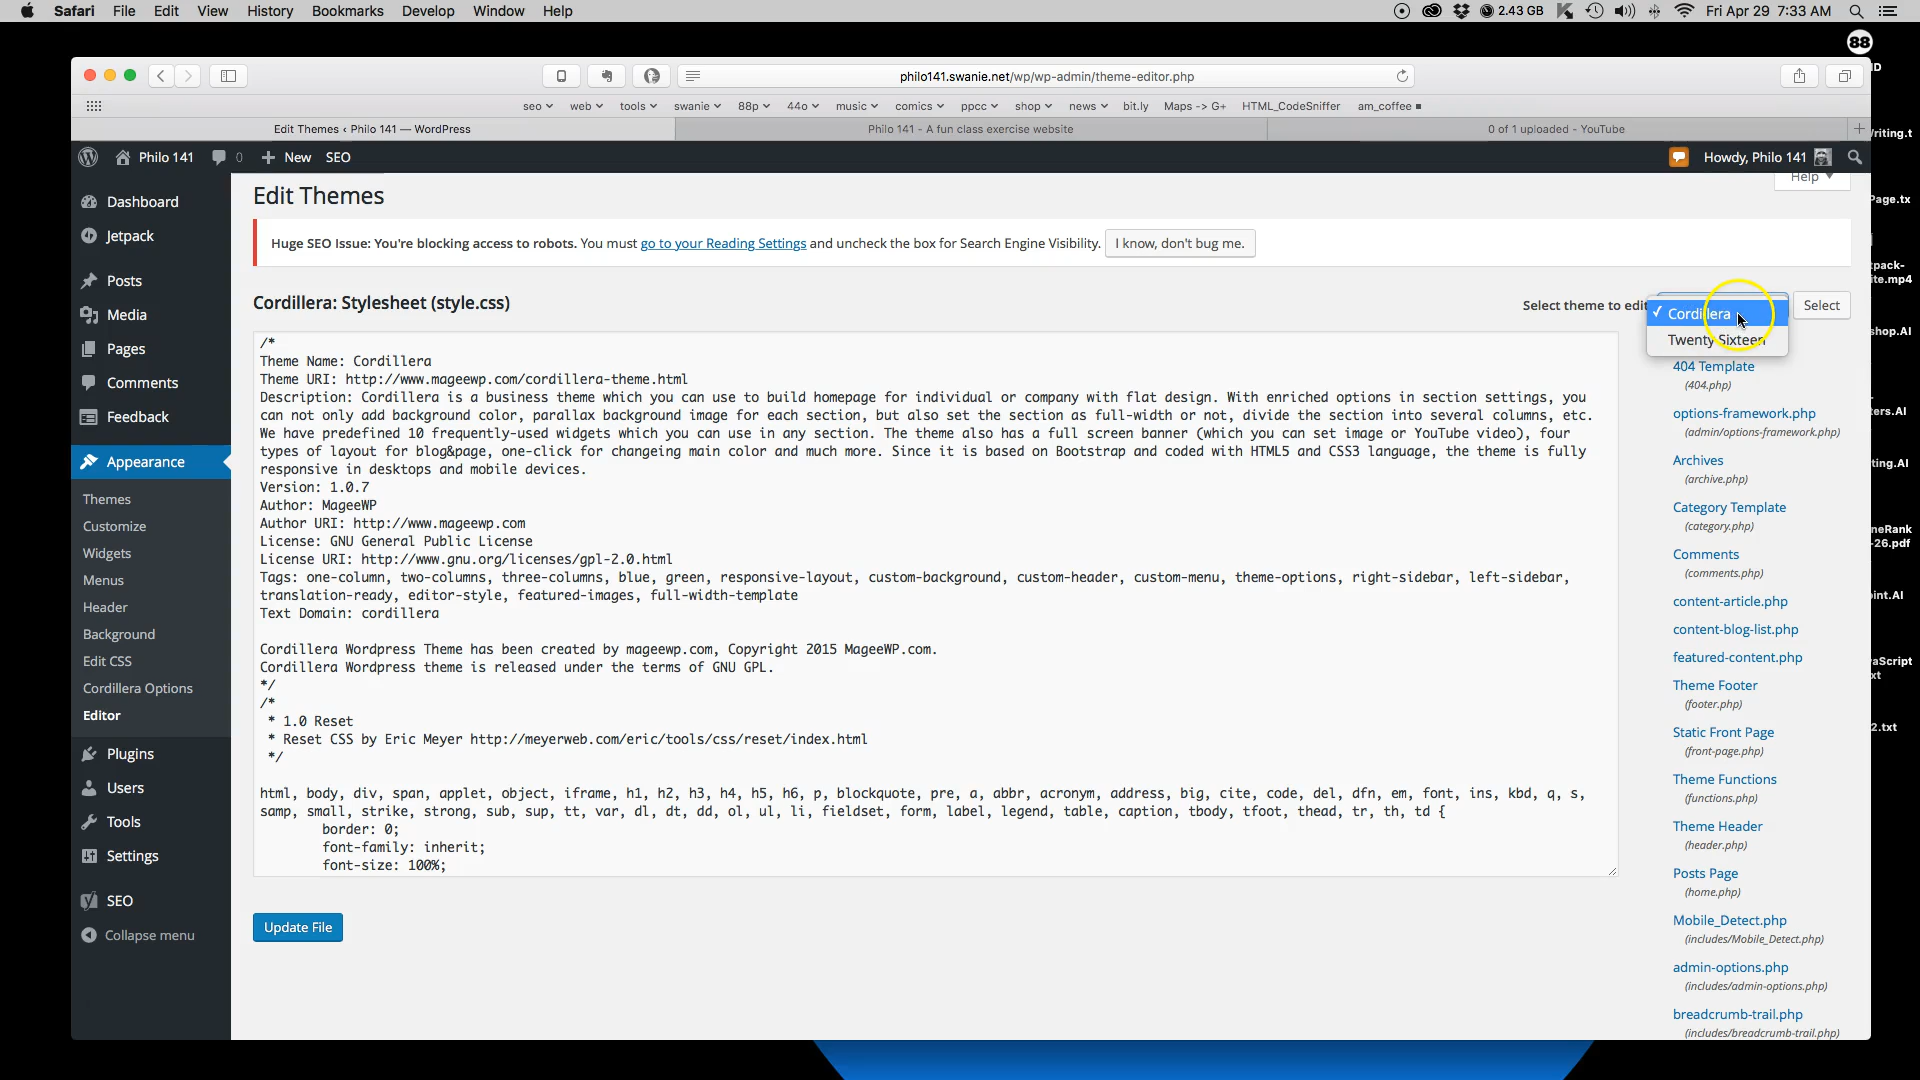 Safari File Edit View History Bookmarks Develop Window Help 2.43 GB Fri Apr 29 7:33 AM
88
philo141.swanie.net/wp/wp-admin/theme-editor.php
seo web tools swanie 88p 44o music comics ppcc shop news bit.ly Maps -> G+ HTML_CodeSniffer am_coffee
Edit Themes ‹ Philo 141 — WordPress
Philo 141 - A fun class exercise website
0 of 1 uploaded - YouTube
Philo 141 0 + New SEO Howdy, Philo 141
Help
Dashboard
Jetpack
Posts
Media
Pages
Comments
Feedback
Appearance
Themes
Customize
Widgets
Menus
Header
Background
Edit CSS
Cordillera Options
Editor
Plugins
Users
Tools
Settings
SEO
Collapse menu
Edit Themes
Huge SEO Issue: You're blocking access to robots. You must go to your Reading Settings and uncheck the box for Search Engine Visibility. I know, don't bug me.
Cordillera: Stylesheet (style.css)
Select theme to edit
✓ Cordillera
Twenty Sixteen
Select
/*
Theme Name: Cordillera
Theme URI: http://www.mageewp.com/cordillera-theme.html
Description: Cordillera is a business theme which you can use to build homepage for individual or company with flat design. With enriched options in section settings, you
can not only add background color, parallax background image for each section, but also set the section as full-width or not, divide the section into several columns, etc.
We have predefined 10 frequently-used widgets which you can use in any section. The theme also has a full screen banner (which you can set image or YouTube video), four
types of layout for blog&page, one-click for changeing main color and much more. Since it is based on Bootstrap and coded with HTML5 and CSS3 language, the theme is fully
responsive in desktops and mobile devices.
Version: 1.0.7
Author: MageeWP
Author URI: http://www.mageewp.com
License: GNU General Public License
License URI: http://www.gnu.org/licenses/gpl-2.0.html
Tags: one-column, two-columns, three-columns, blue, green, responsive-layout, custom-background, custom-header, custom-menu, theme-options, right-sidebar, left-sidebar,
translation-ready, editor-style, featured-images, full-width-template
Text Domain: cordillera
Cordillera Wordpress Theme has been created by mageewp.com, Copyright 2015 MageeWP.com.
Cordillera Wordpress theme is released under the terms of GNU GPL.
*/
/*
* 1.0 Reset
* Reset CSS by Eric Meyer http://meyerweb.com/eric/tools/css/reset/index.html
*/
html, body, div, span, applet, object, iframe, h1, h2, h3, h4, h5, h6, p, blockquote, pre, a, abbr, acronym, address, big, cite, code, del, dfn, em, font, ins, kbd, q, s,
samp, small, strike, strong, sub, sup, tt, var, dl, dt, dd, ol, ul, li, fieldset, form, label, legend, table, caption, tbody, tfoot, thead, tr, th, td {
border: 0;
font-family: inherit;
font-size: 100%;
Update File
404 Template
(404.php)
options-framework.php
(admin/options-framework.php)
Archives
(archive.php)
Category Template
(category.php)
Comments
(comments.php)
content-article.php
content-blog-list.php
featured-content.php
Theme Footer
(footer.php)
Static Front Page
(front-page.php)
Theme Functions
(functions.php)
Theme Header
(header.php)
Posts Page
(home.php)
Mobile_Detect.php
(includes/Mobile_Detect.php)
admin-options.php
(includes/admin-options.php)
breadcrumb-trail.php
(includes/breadcrumb-trail.php)
D
riting.t
Page.tx
pack-
ite.mp4
shop.AI
ters.AI
ting.AI
neRank
-26.pdf
oint.AI
aScript
xt
2.txt